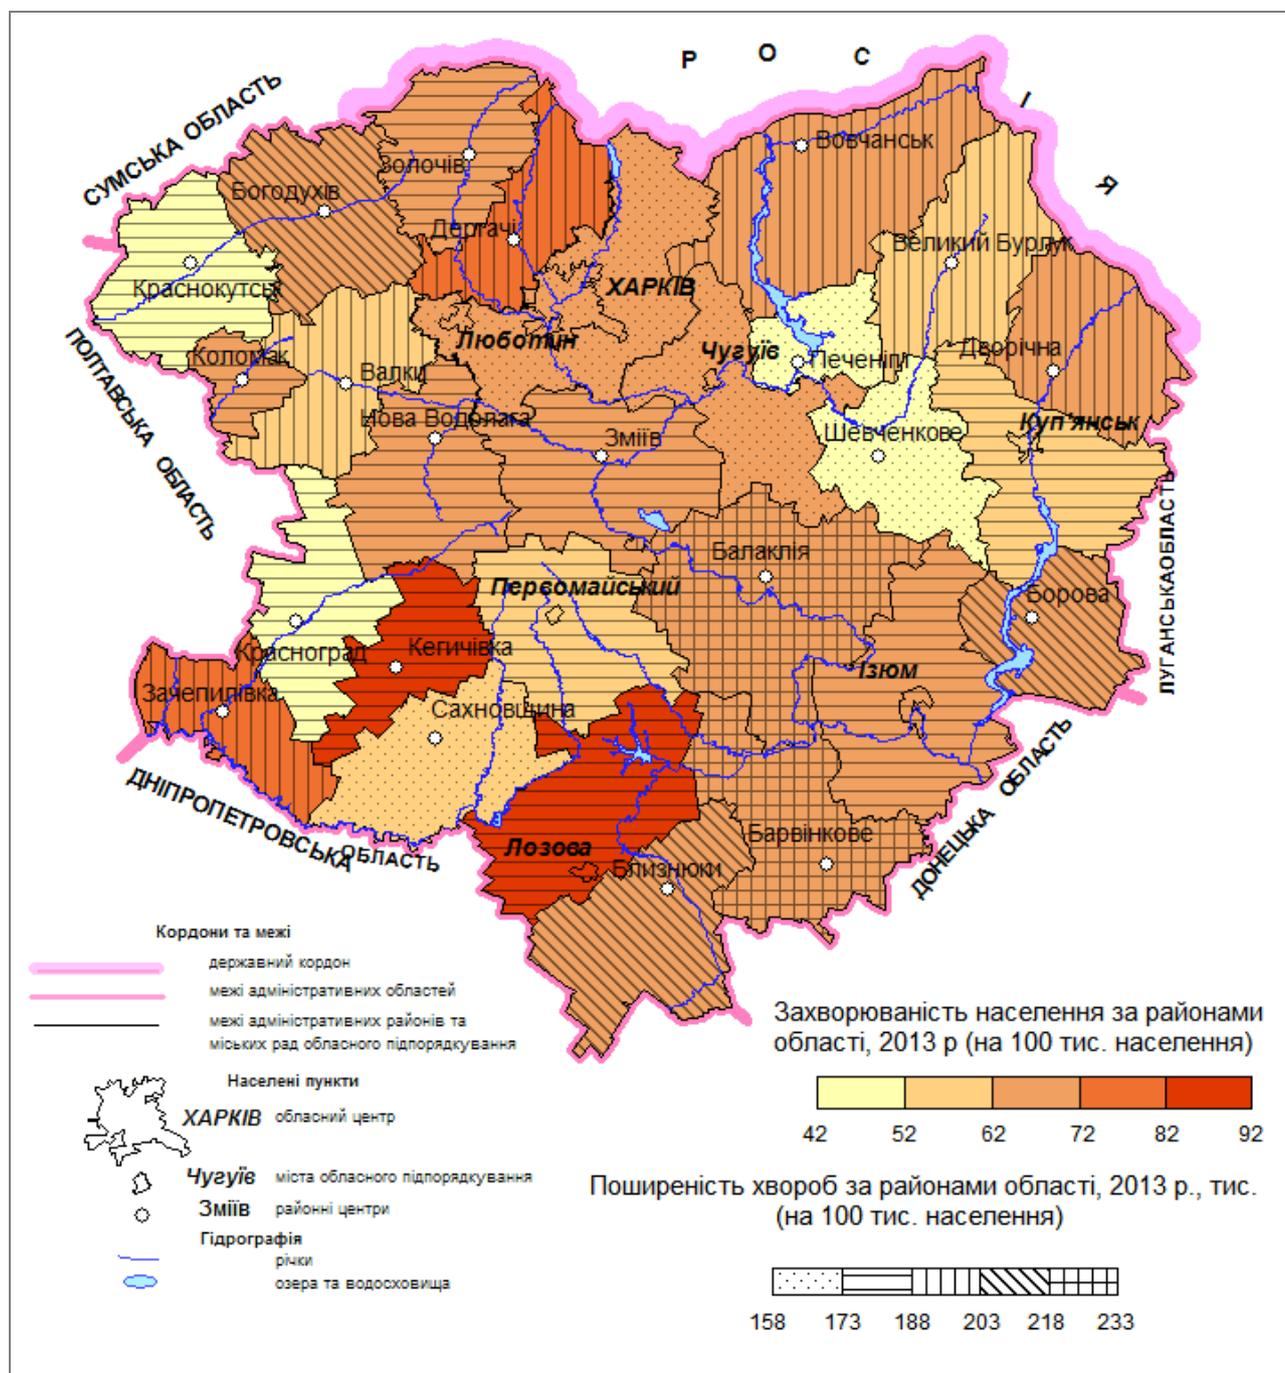 Р О С І Я
СУМСЬКА ОБЛАСТЬ
Вовчанськ
Золочів
Богодухів
Дергачі
Великий Бурлук
ХАРКІВ
Краснокутськ
Люботин
Чугуїв
Печеніги
Дворічна
Коломак
Валки
ПОЛТАВСЬКА ОБЛАСТЬ
Нова Водолага
Зміїв
Шевченкове
Куп'янськ
ЛУГАНСЬКАОБЛАСТЬ
Балаклія
Первомайський
Борова
Красноград
Кегичівка
Ізюм
Зачепилівка
Сахновщина
ДНІПРОПЕТРОВСЬКА
ОБЛАСТЬ
ДОНЕЦЬКА ОБЛАСТЬ
Барвінкове
Лозова
Близнюки
Кордони та межі
державний кордон
межі адміністративних областей
межі адміністративних районів та
міських рад обласного підпорядкування
Населені пункти
ХАРКІВ обласний центр
Чугуїв міста обласного підпорядкування
Зміїв районні центри
Гідрографія
річки
озера та водосховища
Захворюваність населення за районами
області, 2013 р (на 100 тис. населення)
42 52 62 72 82 92
Поширеність хвороб за районами області, 2013 р., тис.
(на 100 тис. населення)
158 173 188 203 218 233